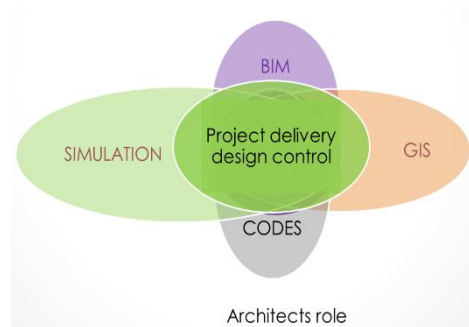 BIM
SIMULATION
Project delivery
design control
GIS
CODES
Architects role